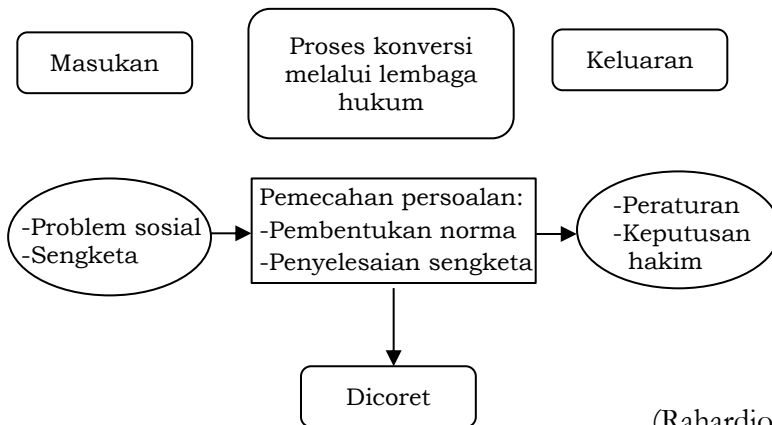 Masukan
Proses konversi
melalui lembaga
hukum
Keluaran
-Problem sosial
-Sengketa
Pemecahan persoalan:
-Pembentukan norma
-Penyelesaian sengketa
-Peraturan
-Keputusan
hakim
Dicoret